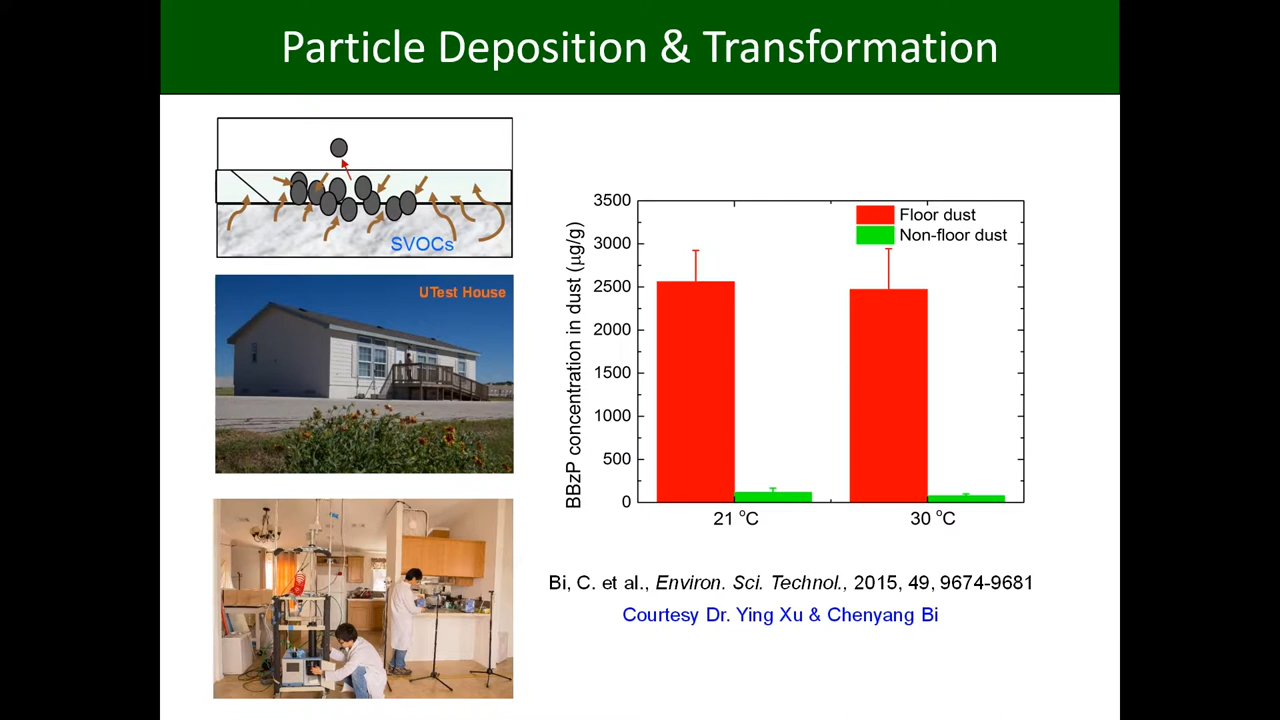 Particle Deposition & Transformation
SVOCs
UTest House
BBzP concentration in dust (µg/g)
3500
3000
2500
2000
1500
1000
500
0
Floor dust
Non-floor dust
21 °C
30 °C
Bi, C. et al., Environ. Sci. Technol., 2015, 49, 9674-9681
Courtesy Dr. Ying Xu & Chenyang Bi